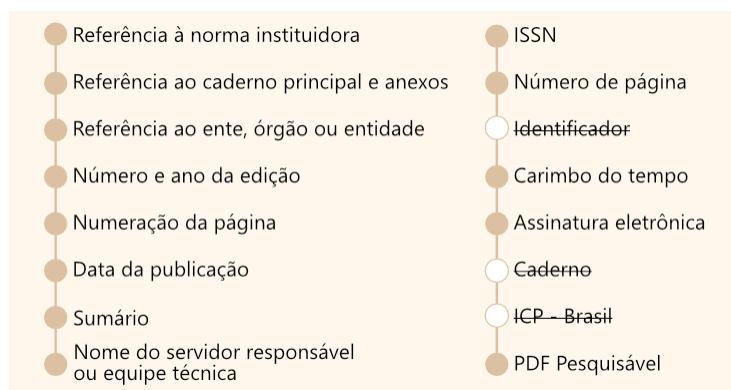 Referência à norma instituidora
Referência ao caderno principal e anexos
Referência ao ente, órgão ou entidade
Número e ano da edição
Numeração da página
Data da publicação
Sumário
Nome do servidor responsável
ou equipe técnica
ISSN
Número de página
Identificador
Carimbo do tempo
Assinatura eletrônica
Caderno
ICP - Brasil
PDF Pesquisável